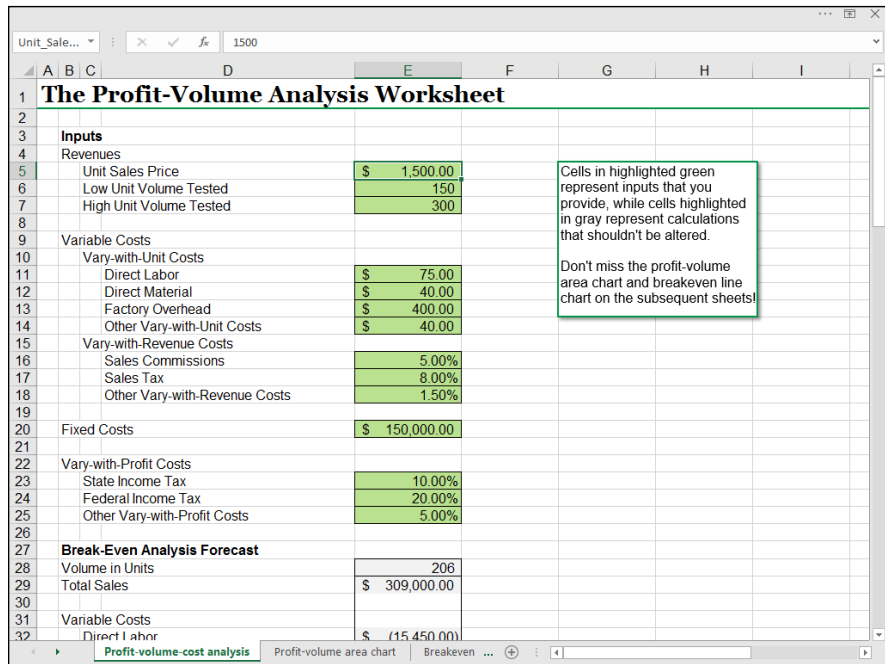 Unit_Sale... fx 1500
A B C D E F G H I
1 The Profit-Volume Analysis Worksheet
2
3 Inputs
4 Revenues
5 Unit Sales Price $ 1,500.00
6 Low Unit Volume Tested 150
7 High Unit Volume Tested 300
8
9 Variable Costs
10 Vary-with-Unit Costs
11 Direct Labor $ 75.00
12 Direct Material $ 40.00
13 Factory Overhead $ 400.00
14 Other Vary-with-Unit Costs $ 40.00
15 Vary-with-Revenue Costs
16 Sales Commissions 5.00%
17 Sales Tax 8.00%
18 Other Vary-with-Revenue Costs 1.50%
19
20 Fixed Costs $ 150,000.00
21
22 Vary-with-Profit Costs
23 State Income Tax 10.00%
24 Federal Income Tax 20.00%
25 Other Vary-with-Profit Costs 5.00%
26
27 Break-Even Analysis Forecast
28 Volume in Units 206
29 Total Sales $ 309,000.00
30
31 Variable Costs
32 Direct Labor $ (15,450.00)
Cells in highlighted green
represent inputs that you
provide, while cells highlighted
in gray represent calculations
that shouldn't be altered.
Don't miss the profit-volume
area chart and breakeven line
chart on the subsequent sheets!
Profit-volume-cost analysis Profit-volume area chart Breakeven ...